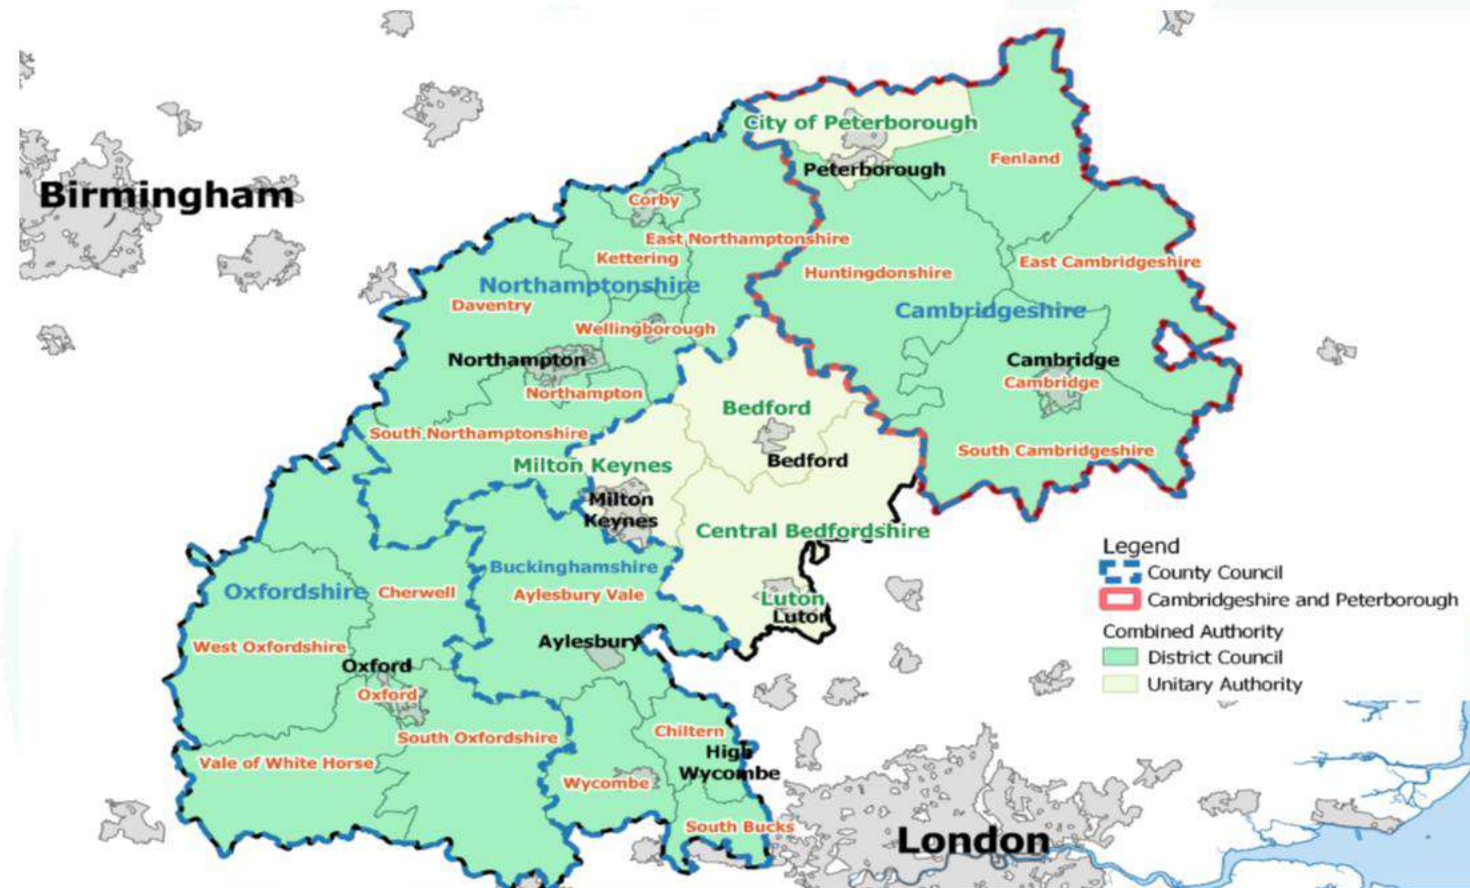 City of Peterborough
Peterborough
Fenland
Birmingham
Corby
East Northamptonshire
Kettering
Huntingdonshire
East Cambridgeshire
Northamptonshire
Daventry
Cambridgeshire
Wellingborough
Northampton
Cambridge
Cambridge
Northampton
Bedford
South Northamptonshire
South Cambridgeshire
Milton Keynes
Bedford
Milton
Keynes
Central Bedfordshire
Legend
County Council
Cambridgeshire and Peterborough
Combined Authority
District Council
Unitary Authority
Buckinghamshire
Oxfordshire
Cherwell
Aylesbury Vale
Luton
Luton
West Oxfordshire
Aylesbury
Oxford
Oxford
South Oxfordshire
Chiltern
High
Wycombe
Vale of White Horse
Wycombe
South Bucks
London